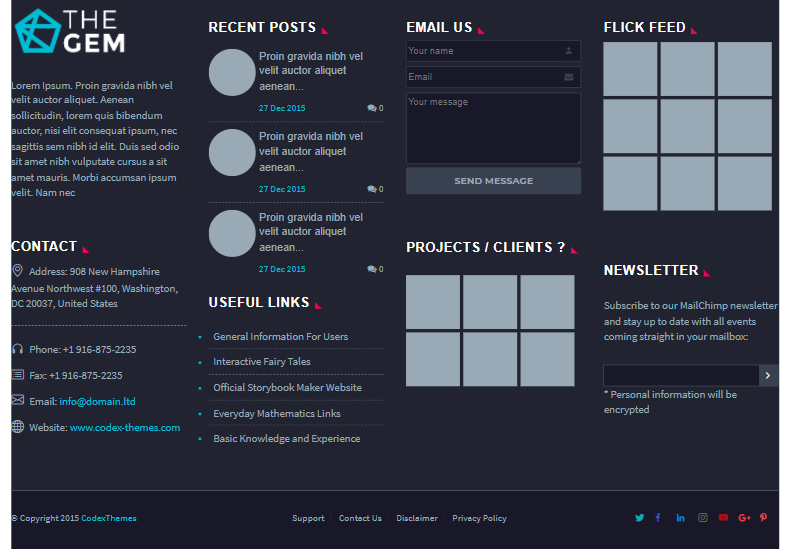 THE
GEM
Lorem Ipsum. Proin gravida nibh vel
velit auctor aliquet. Aenean
sollicitudin, lorem quis bibendum
auctor, nisi elit consequat ipsum, nec
sagittis sem nibh id elit. Duis sed odio
sit amet nibh vulputate cursus a sit
amet mauris. Morbi accumsan ipsum
velit. Nam nec
CONTACT
Address: 908 New Hampshire
Avenue Northwest #100, Washington,
DC 20037, United States
Phone: +1 916-875-2235
Fax: +1 916-875-2235
Email: info@domain.ltd
Website: www.codex-themes.com
RECENT POSTS
Proin gravida nibh vel
velit auctor aliquet
aenean...
27 Dec 2015 0
Proin gravida nibh vel
velit auctor aliquet
aenean...
27 Dec 2015 0
Proin gravida nibh vel
velit auctor aliquet
aenean...
27 Dec 2015 0
USEFUL LINKS
General Information For Users
Interactive Fairy Tales
Official Storybook Maker Website
Everyday Mathematics Links
Basic Knowledge and Experience
EMAIL US
Your name
Email
Your message
SEND MESSAGE
PROJECTS / CLIENTS ?
FLICK FEED
NEWSLETTER
Subscribe to our MailChimp newsletter
and stay up to date with all events
coming straight in your mailbox:
* Personal information will be
encrypted
© Copyright 2015 CodexThemes
Support Contact Us Disclaimer Privacy Policy